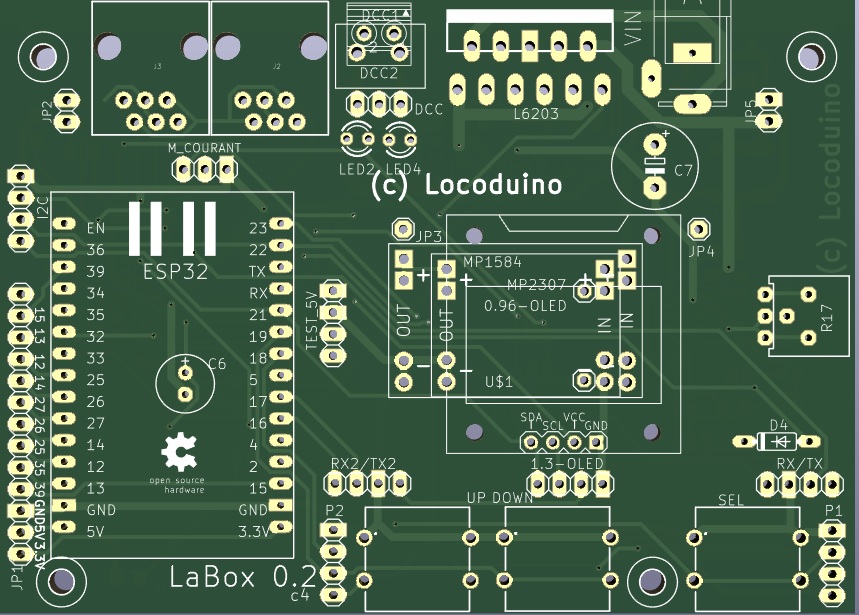 DCC1
DCC2
VIN
J3
J2
JP2
DCC
L6203
JP5
M_COURANT
LED2
LED4
C7
(c) Locoduino
(c) Locoduino
I2C
EN
23
JP3
JP4
36
22
ESP32
39
TX
MP1584
34
RX
MP2307
0.96-OLED
35
21
TEST_5V
OUT
OUT
IN
IN
R17
32
19
33
18
C6
25
5
U$1
26
17
27
16
SDA
SCL
VCC
GND
14
4
D4
12
2
RX2/TX2
1.3-OLED
RX/TX
13
15
open source
hardware
GND
GND
UP
DOWN
SEL
5V
3.3V
P2
P1
15 13 12 14 27 26 25 35 39 GND 5V 3.3V
JP1
LaBox 0.2
c4